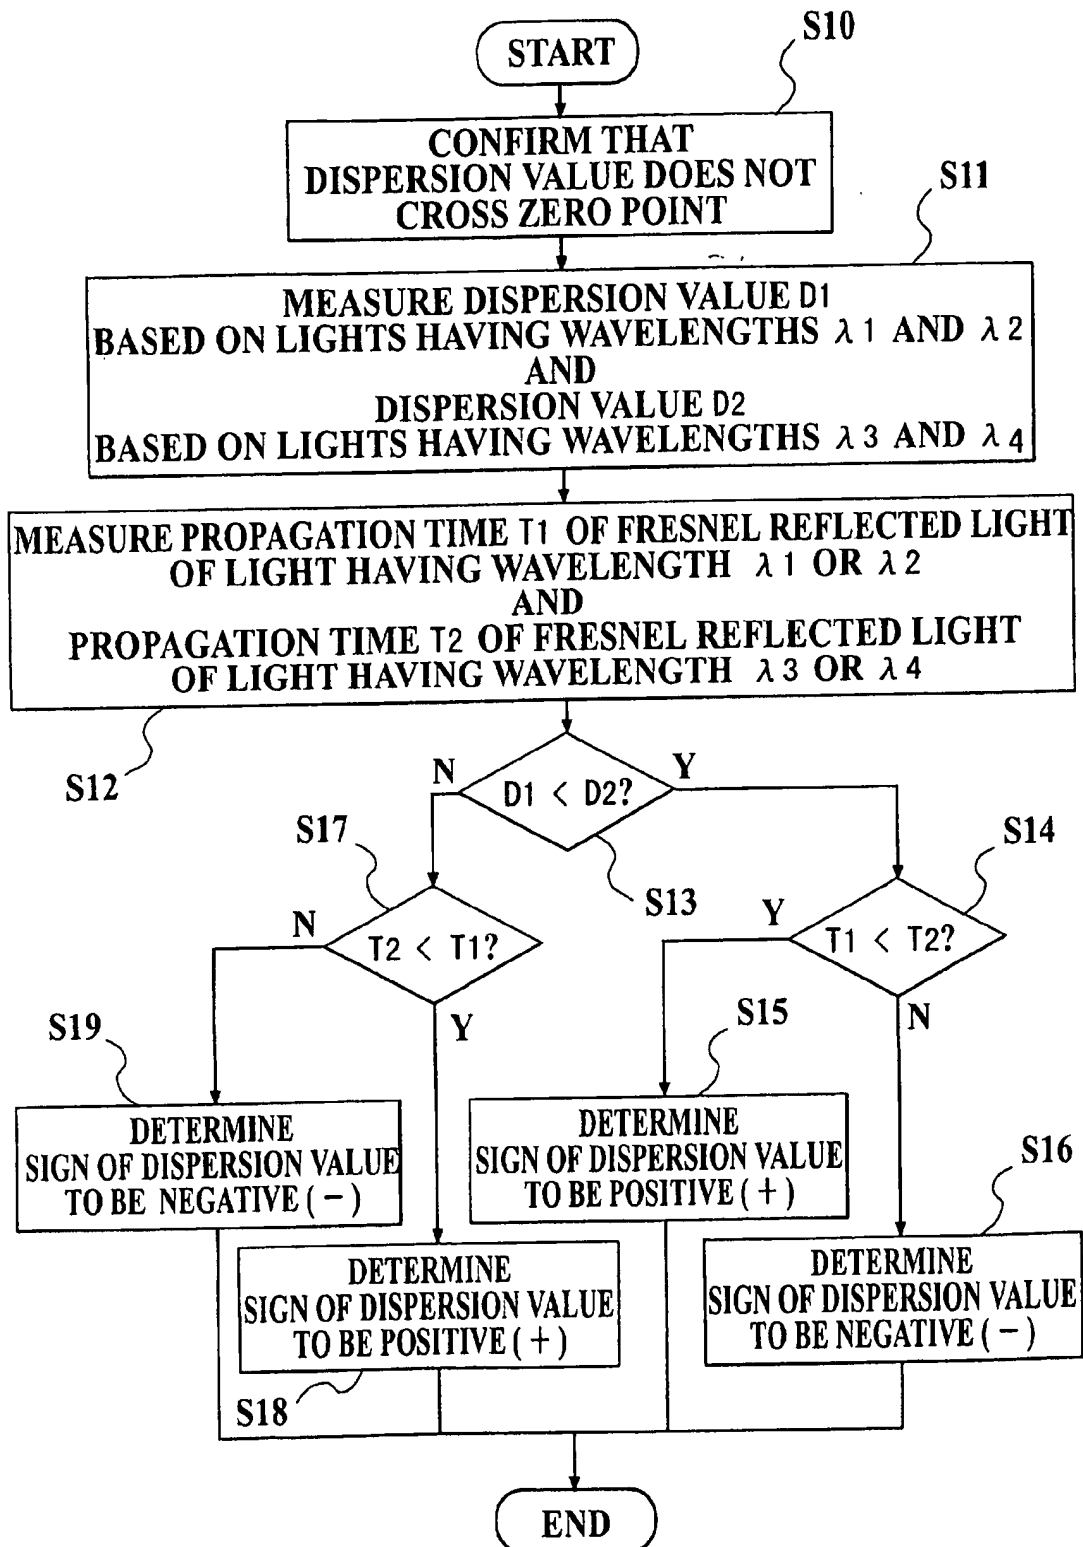 START
S10
CONFIRM THAT
DISPERSION VALUE DOES NOT
CROSS ZERO POINT
S11
MEASURE DISPERSION VALUE D1
BASED ON LIGHTS HAVING WAVELENGTHS λ1 AND λ2
AND
DISPERSION VALUE D2
BASED ON LIGHTS HAVING WAVELENGTHS λ3 AND λ4
MEASURE PROPAGATION TIME T1 OF FRESNEL REFLECTED LIGHT
OF LIGHT HAVING WAVELENGTH λ1 OR λ2
AND
PROPAGATION TIME T2 OF FRESNEL REFLECTED LIGHT
OF LIGHT HAVING WAVELENGTH λ3 OR λ4
S12
N
D1 < D2?
Y
S13
S17
N
T2 < T1?
Y
S14
Y
T1 < T2?
N
S19
DETERMINE
SIGN OF DISPERSION VALUE
TO BE NEGATIVE (－)
S15
DETERMINE
SIGN OF DISPERSION VALUE
TO BE POSITIVE (＋)
S16
DETERMINE
SIGN OF DISPERSION VALUE
TO BE POSITIVE (＋)
S18
DETERMINE
SIGN OF DISPERSION VALUE
TO BE NEGATIVE (－)
END